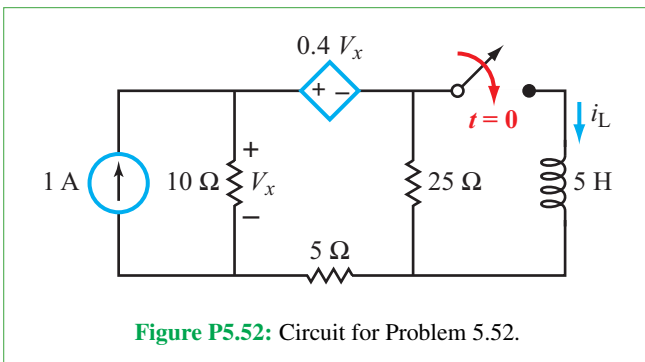 0.4 Vx
+ −
t = 0
iL
1 A
10 Ω
+
Vx
−
25 Ω
5 H
5 Ω
Figure P5.52: Circuit for Problem 5.52.